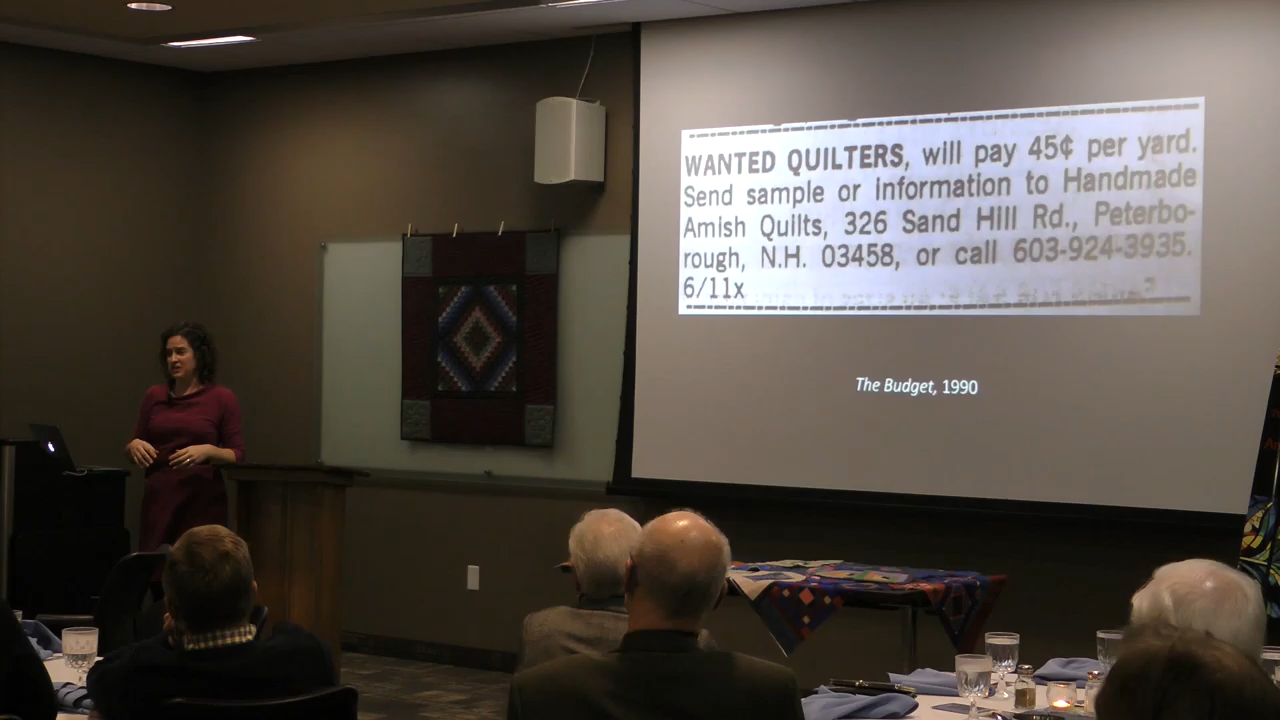 WANTED QUILTERS, will pay 45¢ per yard.
Send sample or information to Handmade
Amish Quilts, 326 Sand Hill Rd., Peterbo-
rough, N.H. 03458, or call 603-924-3935.
6/11x
The Budget, 1990